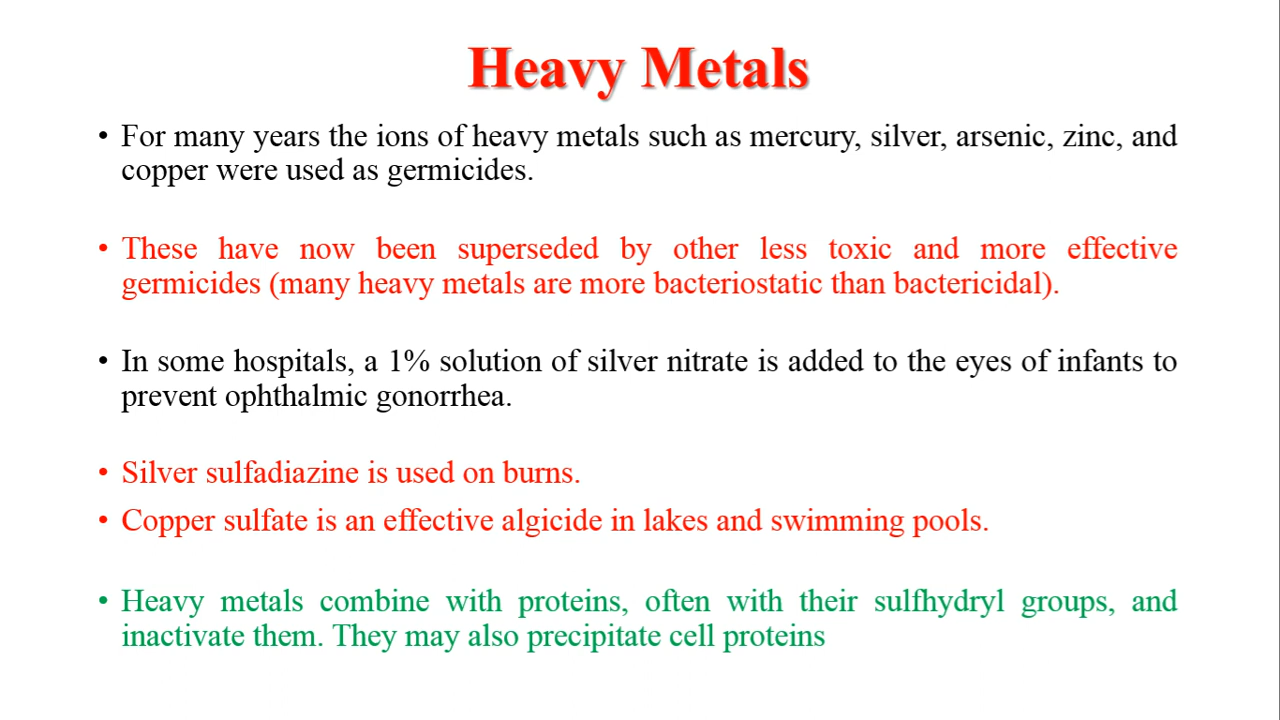 Heavy Metals
• For many years the ions of heavy metals such as mercury, silver, arsenic, zinc, and
copper were used as germicides.
• These have now been superseded by other less toxic and more effective
germicides (many heavy metals are more bacteriostatic than bactericidal).
• In some hospitals, a 1% solution of silver nitrate is added to the eyes of infants to
prevent ophthalmic gonorrhea.
• Silver sulfadiazine is used on burns.
• Copper sulfate is an effective algicide in lakes and swimming pools.
• Heavy metals combine with proteins, often with their sulfhydryl groups, and
inactivate them. They may also precipitate cell proteins